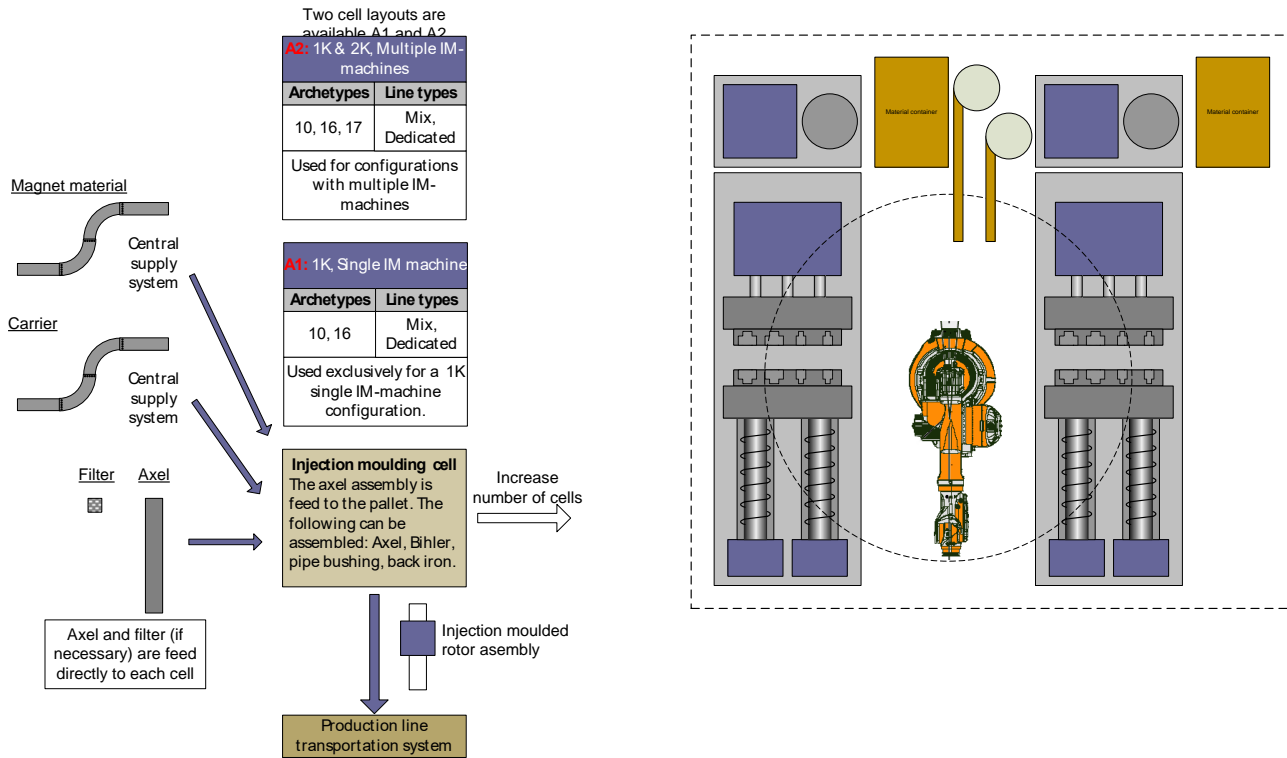 Two cell layouts are
available A1 and A2
A2: 1K & 2K, Multiple IM-
machines
Archetypes Line types
10, 16, 17 Mix,
Dedicated
Used for configurations
with multiple IM-
machines
A1: 1K, Single IM machine
Archetypes Line types
10, 16 Mix,
Dedicated
Used exclusively for a 1K
single IM-machine
configuration.
Magnet material
Central
supply
system
Carrier
Central
supply
system
Filter Axel
Axel and filter (if
necessary) are feed
directly to each cell
Injection moulding cell
The axel assembly is
feed to the pallet. The
following can be
assembled: Axel, Bihler,
pipe bushing, back iron.
Increase
number of cells
Injection moulded
rotor asembly
Production line
transportation system
Material container
Material container